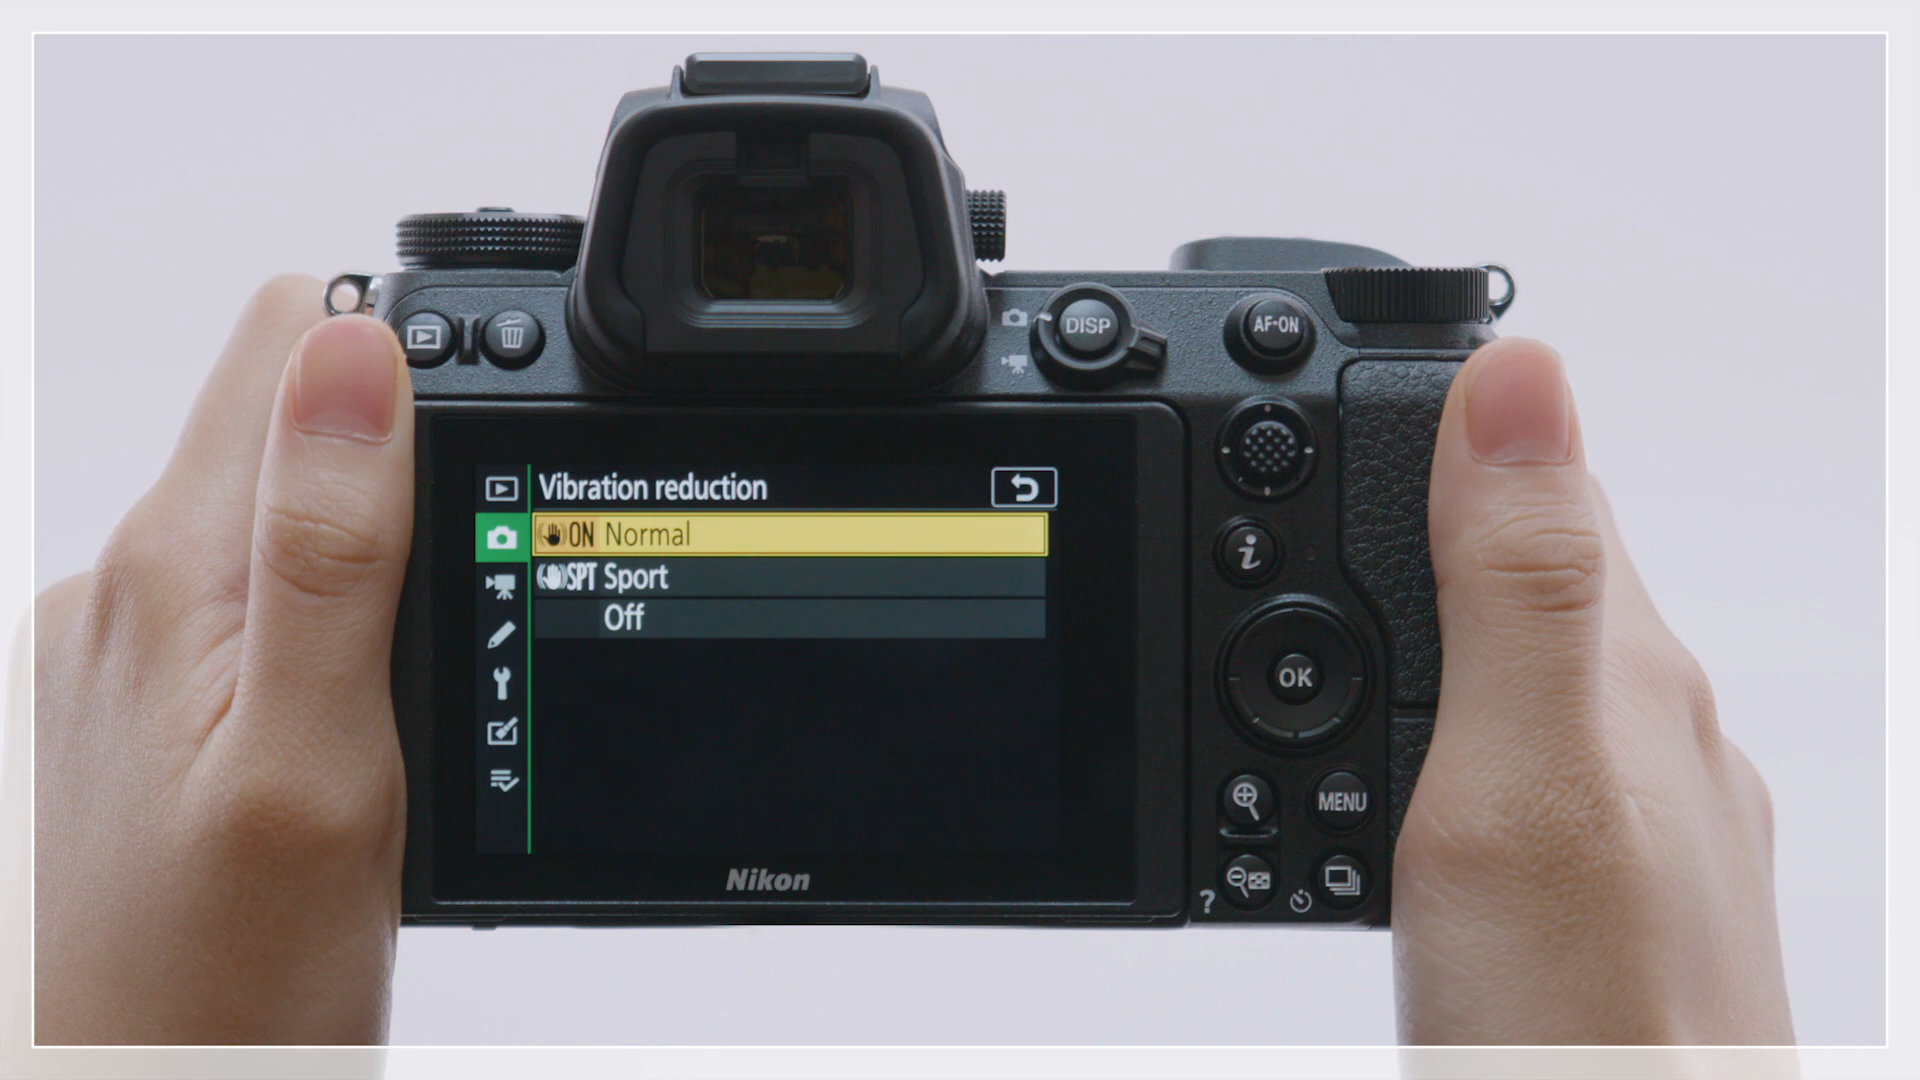 DISP
AF-ON
Vibration reduction
ON Normal
SPT Sport
Off
i
OK
MENU
Nikon
?